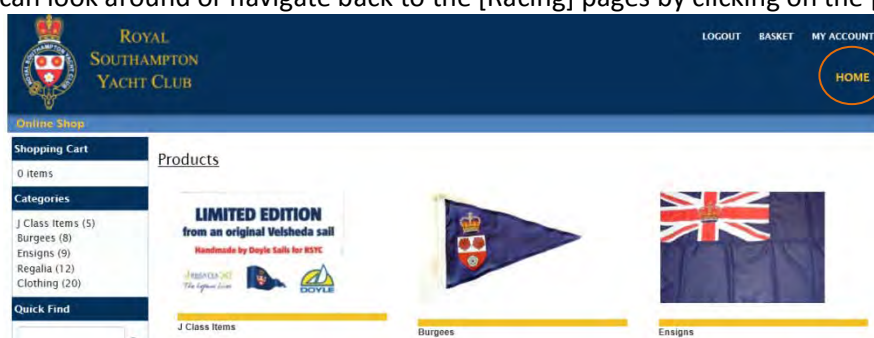 can look around or navigate back to the [Racing] pages by clicking on the
ROYAL
SOUTHAMPTON
YACHT CLUB
LOGOUT BASKET MY ACCOUNT
HOME
Online Shop
Shopping Cart
0 items
Categories
J Class Items (5)
Burgees (8)
Ensigns (9)
Regalia (12)
Clothing (20)
Quick Find
Products
LIMITED EDITION
from an original Velsheda sail
Handmade by Doyle Sails for RSYC
DOYLE
J Class Items
Burgees
Ensigns